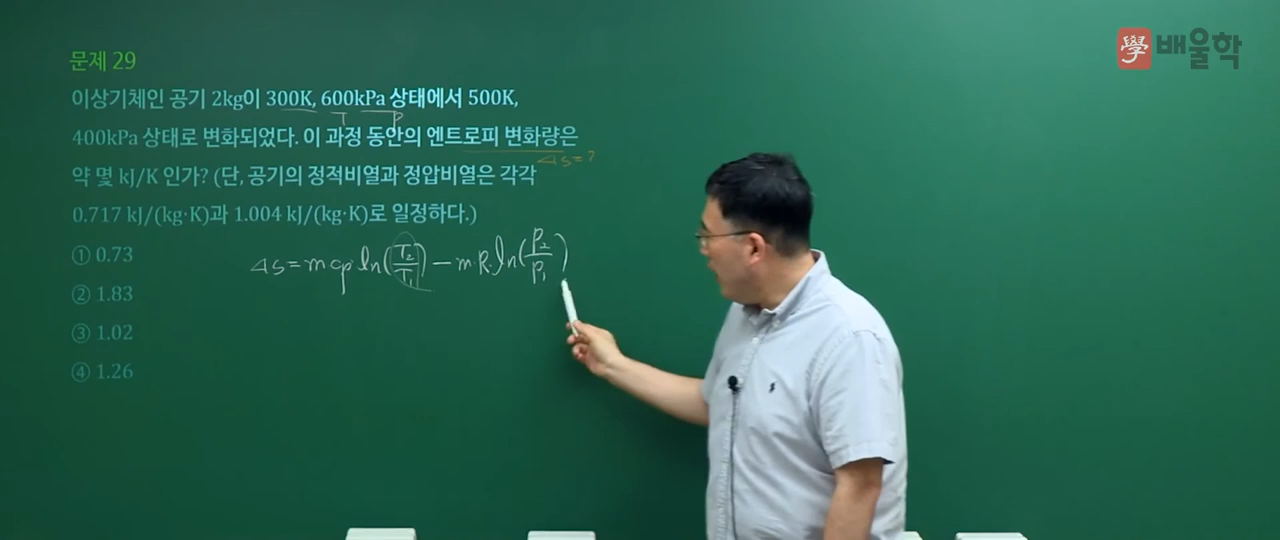 學 배울학
문제 29
이상기체인 공기 2kg이 300K, 600kPa 상태에서 500K,
T P
400kPa 상태로 변화되었다. 이 과정 동안의 엔트로피 변화량은
ΔS=?
약 몇 kJ/K 인가? (단, 공기의 정적비열과 정압비열은 각각
0.717 kJ/(kg·K)과 1.004 kJ/(kg·K)로 일정하다.)
① 0.73
ΔS=m cp ln(T₂/T₁) - m·R·ln(P₂/P₁)
② 1.83
③ 1.02
④ 1.26